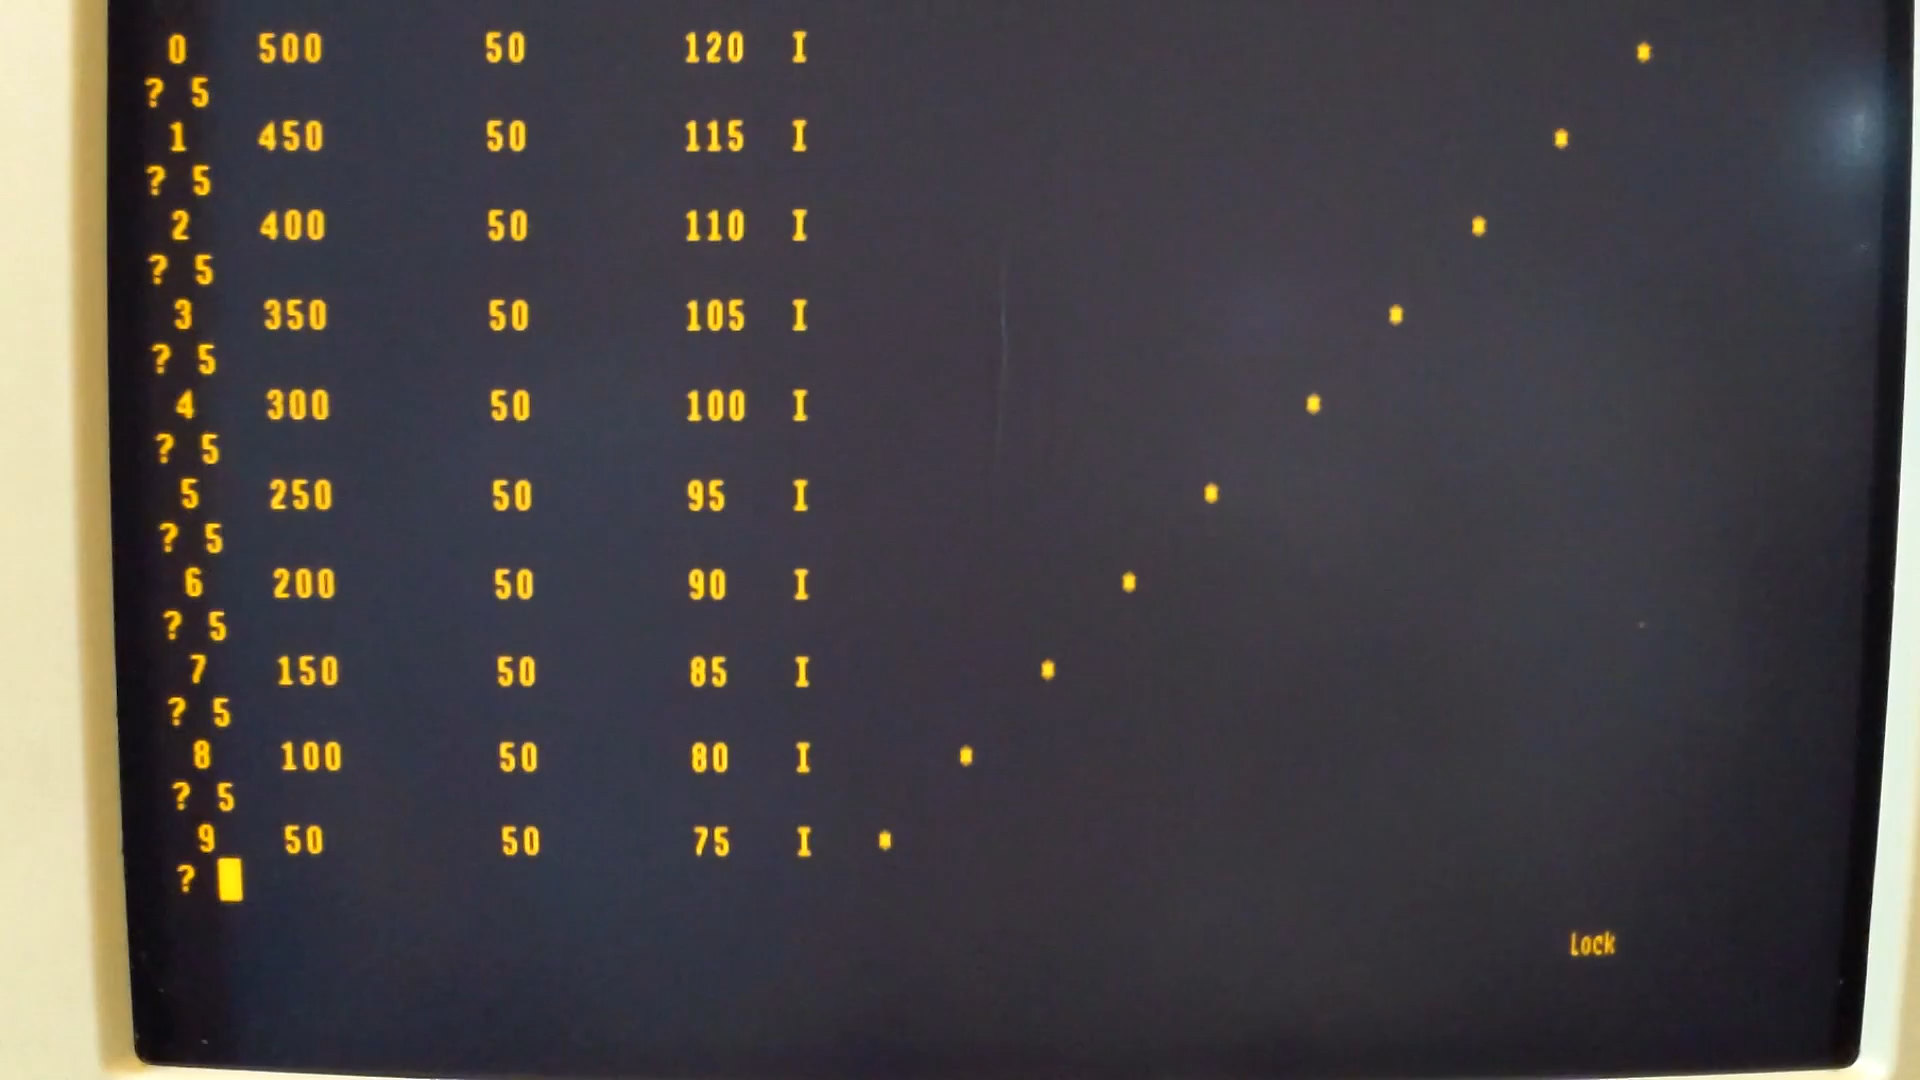 0 500 50 120 I *
? 5
1 450 50 115 I *
? 5
2 400 50 110 I *
? 5
3 350 50 105 I *
? 5
4 300 50 100 I *
? 5
5 250 50 95 I *
? 5
6 200 50 90 I *
? 5
7 150 50 85 I *
? 5
8 100 50 80 I *
? 5
9 50 50 75 I *
?
Lock